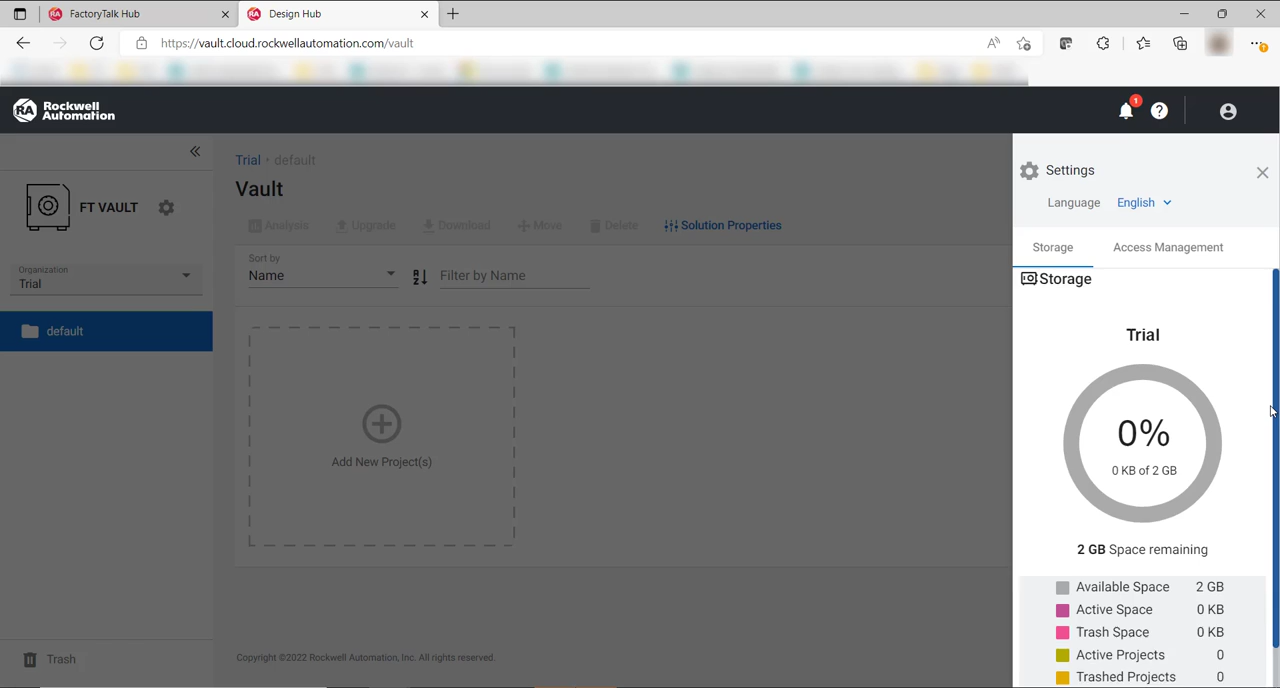 FactoryTalk Hub
Design Hub
https://vault.cloud.rockwellautomation.com/vault
RA
Rockwell
Automation
1
Trial • default
Vault
FT VAULT
Organization
Trial
default
Trash
Analysis
Upgrade
Download
Move
Delete
Solution Properties
Sort by
Name
Filter by Name
Add New Project(s)
Copyright ©2022 Rockwell Automation, Inc. All rights reserved.
Settings
Language English
Storage Access Management
Storage
Trial
0%
0 KB of 2 GB
2 GB Space remaining
Available Space 2 GB
Active Space 0 KB
Trash Space 0 KB
Active Projects 0
Trashed Projects 0